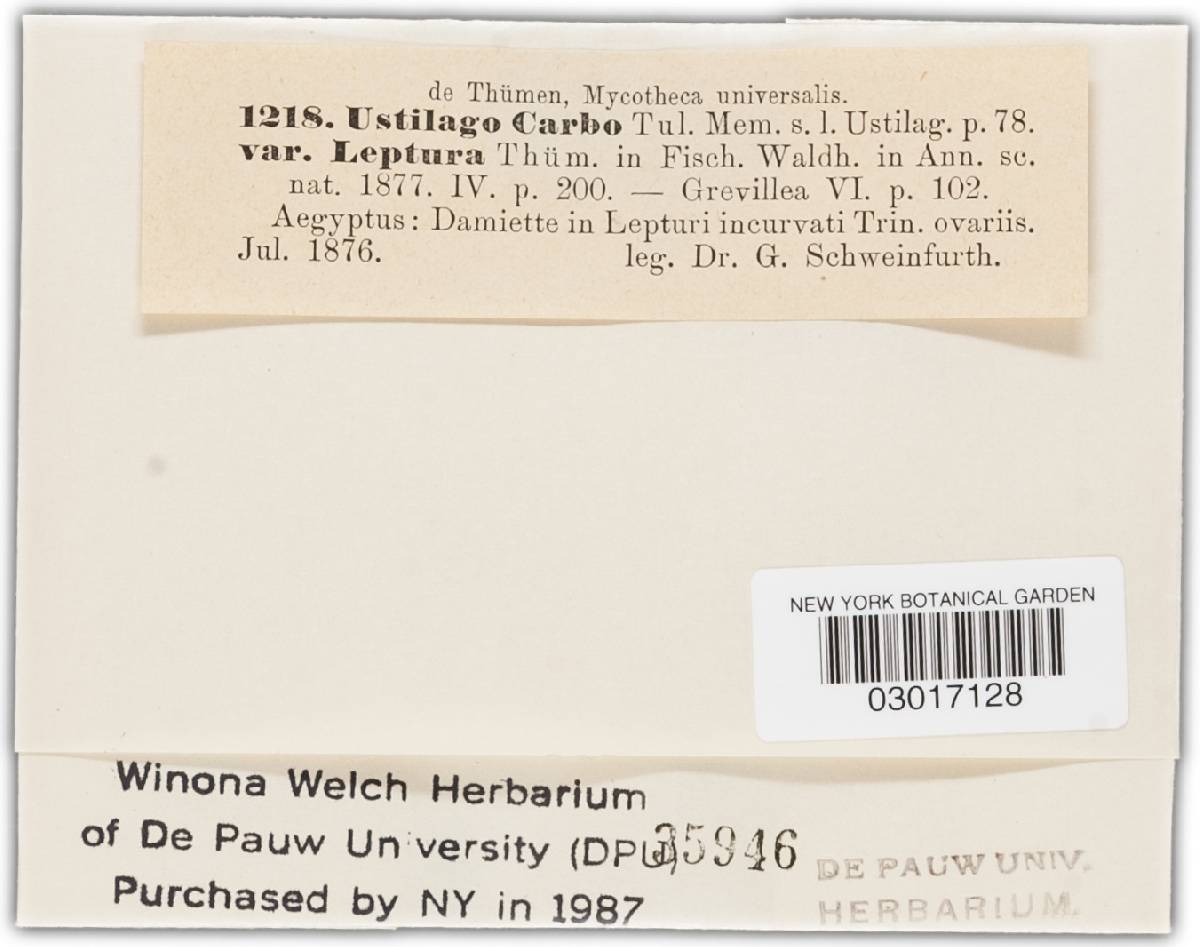 de Thümen, Mycotheca universalis.
1218. Ustilago Carbo Tul. Mem. s. l. Ustilag. p. 78.
var. Leptura Thüm. in Fisch. Waldh. in Ann. sc.
nat. 1877. IV. p. 200. — Grevillea VI. p. 102.
Aegyptus: Damiette in Lepturi incurvati Trin. ovariis.
Jul. 1876. leg. Dr. G. Schweinfurth.
NEW YORK BOTANICAL GARDEN
03017128
Winona Welch Herbarium
of De Pauw University (DPU) 35946
Purchased by NY in 1987
DE PAUW UNIV.
HERBARIUM.